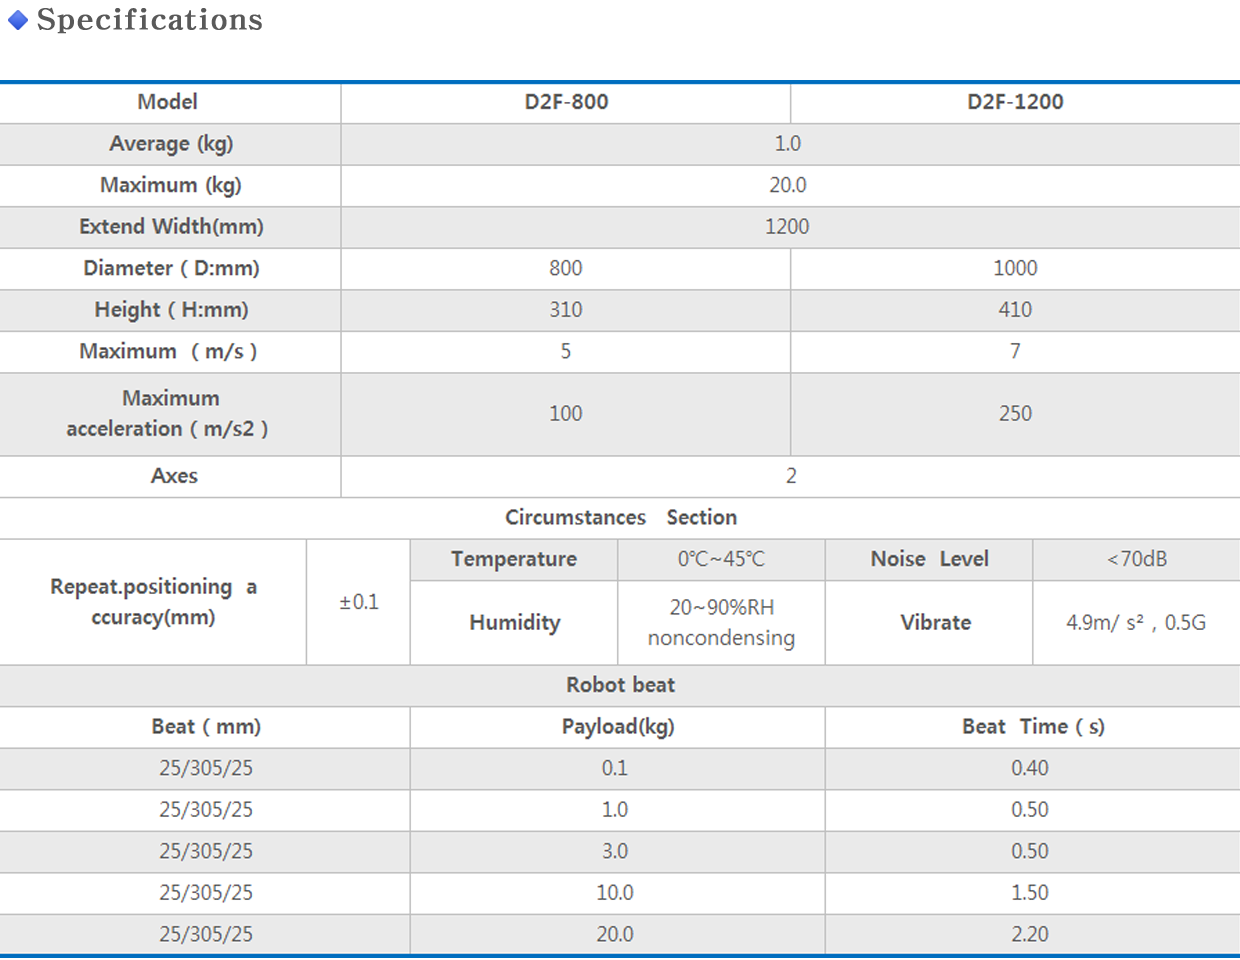 Specifications
Model D2F-800 D2F-1200
Average (kg) 1.0
Maximum (kg) 20.0
Extend Width(mm) 1200
Diameter ( D:mm) 800 1000
Height ( H:mm) 310 410
Maximum ( m/s ) 5 7
Maximum
acceleration ( m/s2 ) 100 250
Axes 2
Circumstances Section
Repeat.positioning a
ccuracy(mm) ±0.1
Temperature 0℃~45℃ Noise Level <70dB
Humidity 20~90%RH
noncondensing Vibrate 4.9m/ s² , 0.5G
Robot beat
Beat ( mm) Payload(kg) Beat Time ( s)
25/305/25 0.1 0.40
25/305/25 1.0 0.50
25/305/25 3.0 0.50
25/305/25 10.0 1.50
25/305/25 20.0 2.20